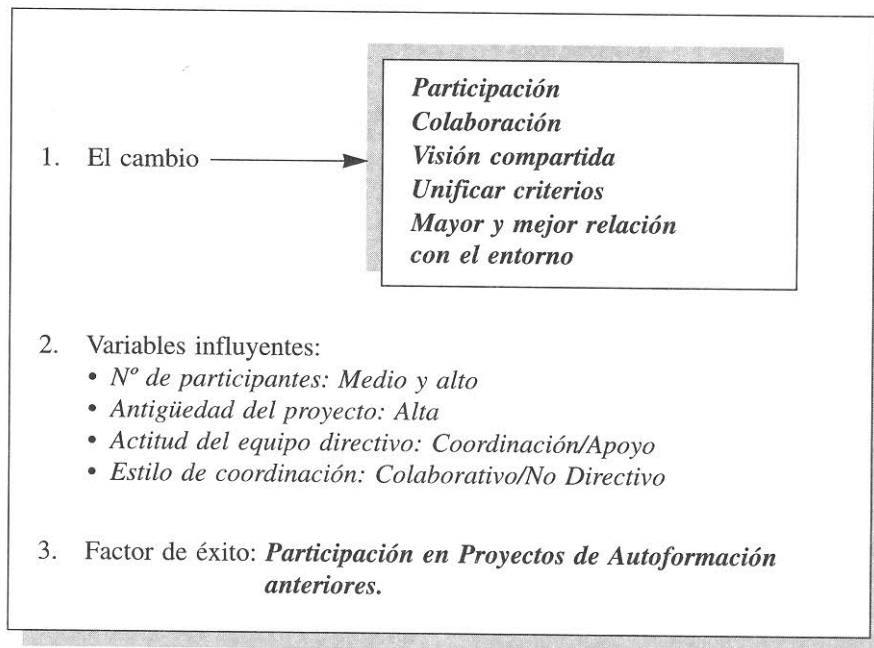 Participación
Colaboración
1. El cambio
Visión compartida
Unificar criterios
Mayor y mejor relación
con el entorno
2. Variables influyentes:
• Nº de participantes: Medio y alto
• Antigüedad del proyecto: Alta
• Actitud del equipo directivo: Coordinación/Apoyo
• Estilo de coordinación: Colaborativo/No Directivo
3. Factor de éxito: Participación en Proyectos de Autoformación
anteriores.